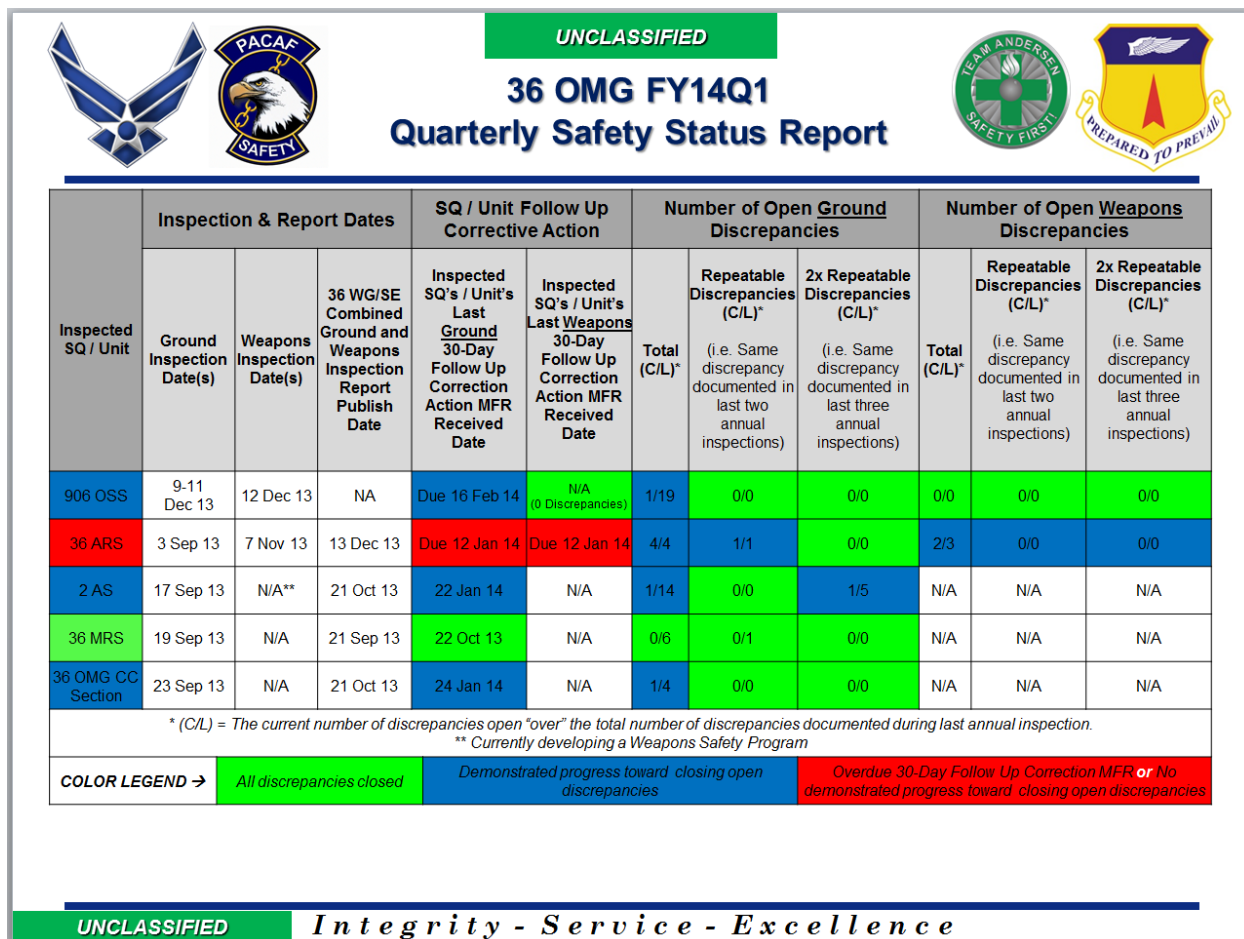 UNCLASSIFIED
36 OMG FY14Q1
Quarterly Safety Status Report
PACAF
SAFETY
TEAM ANDERSEN
SAFETY FIRST!
PREPARED TO PREVAIL
Inspected
SQ / Unit
Inspection & Report Dates
SQ / Unit Follow Up
Corrective Action
Number of Open Ground
Discrepancies
Number of Open Weapons
Discrepancies
Ground
Inspection
Date(s)
Weapons
Inspection
Date(s)
36 WG/SE
Combined
Ground and
Weapons
Inspection
Report
Publish
Date
Inspected
SQ's / Unit's
Last
Ground
30-Day
Follow Up
Correction
Action MFR
Received
Date
Inspected
SQ's / Unit's
Last Weapons
30-Day
Follow Up
Correction
Action MFR
Received
Date
Total
(C/L)*
Repeatable
Discrepancies
(C/L)*
(i.e. Same
discrepancy
documented in
last two
annual
inspections)
2x Repeatable
Discrepancies
(C/L)*
(i.e. Same
discrepancy
documented in
last three
annual
inspections)
Total
(C/L)*
Repeatable
Discrepancies
(C/L)*
(i.e. Same
discrepancy
documented in
last two
annual
inspections)
2x Repeatable
Discrepancies
(C/L)*
(i.e. Same
discrepancy
documented in
last three
annual
inspections)
906 OSS
9-11
Dec 13
12 Dec 13
NA
Due 16 Feb 14
N/A
(0 Discrepancies)
1/19
0/0
0/0
0/0
0/0
0/0
36 ARS
3 Sep 13
7 Nov 13
13 Dec 13
Due 12 Jan 14
Due 12 Jan 14
4/4
1/1
0/0
2/3
0/0
0/0
2 AS
17 Sep 13
N/A**
21 Oct 13
22 Jan 14
N/A
1/14
0/0
1/5
N/A
N/A
N/A
36 MRS
19 Sep 13
N/A
21 Sep 13
22 Oct 13
N/A
0/6
0/1
0/0
N/A
N/A
N/A
36 OMG CC
Section
23 Sep 13
N/A
21 Oct 13
24 Jan 14
N/A
1/4
0/0
0/0
N/A
N/A
N/A
* (C/L) = The current number of discrepancies open "over" the total number of discrepancies documented during last annual inspection.
** Currently developing a Weapons Safety Program
COLOR LEGEND →
All discrepancies closed
Demonstrated progress toward closing open
discrepancies
Overdue 30-Day Follow Up Correction MFR or No
demonstrated progress toward closing open discrepancies
UNCLASSIFIED
Integrity - Service - Excellence